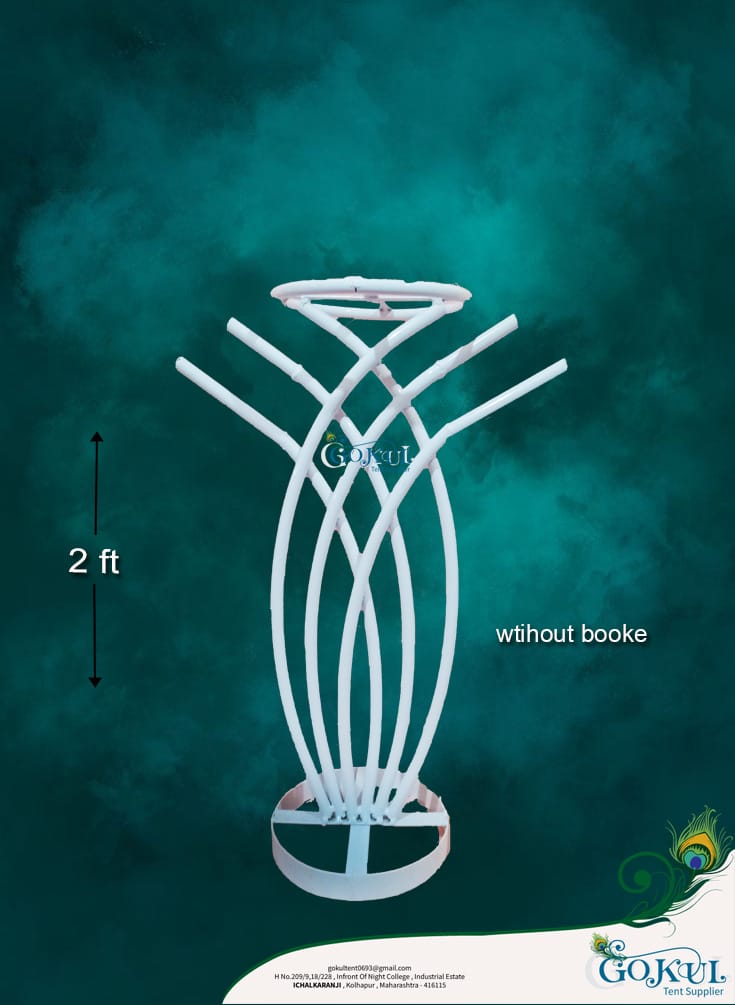 GOKUL
Tent Supplier
2 ft
wtihout booke
gokultent0693@gmail.com
H No.209/9,18/228 , Infront Of Night College , Industrial Estate
ICHALKARANJI , Kolhapur , Maharashtra - 416115
GOKUL
Tent Supplier